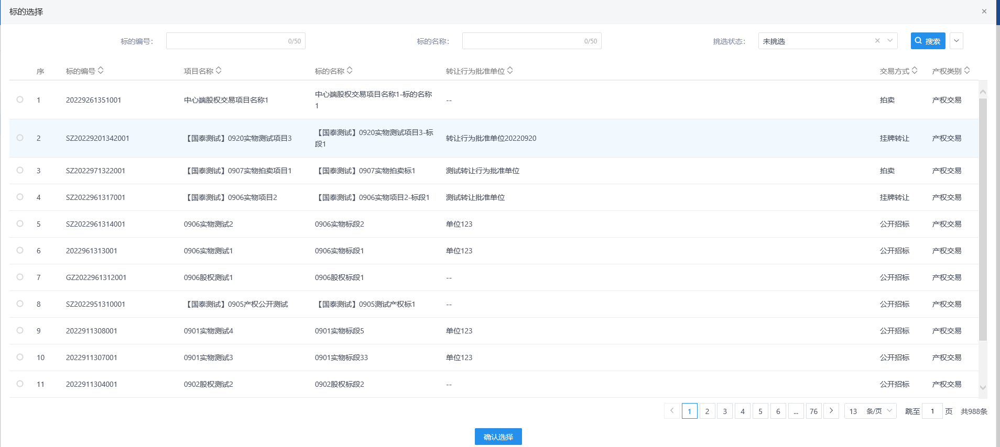 标的选择
标的编号： 0/50 标的名称： 0/50 挑选状态： 未挑选 搜索
序 标的编号 项目名称 标的名称 转让行为批准单位 交易方式 产权类别
1 20229261351001 中心端股权交易项目名称1 中心端股权交易项目名称1-标的名称 -- 拍卖 产权交易
1
2 SZ20229201342001 【国泰测试】0920实物测试项目3 【国泰测试】0920实物测试项目3-标 转让行为批准单位20220920 挂牌转让 产权交易
段1
3 SZ2022971322001 【国泰测试】0907实物拍卖项目1 【国泰测试】0907实物拍卖标1 测试转让行为批准单位 拍卖 产权交易
4 SZ2022961317001 【国泰测试】0906实物项目2 【国泰测试】0906实物项目2-标段1 测试转让批准单位 挂牌转让 产权交易
5 SZ2022961314001 0906实物测试2 0906实物标段2 单位123 公开招标 产权交易
6 2022961313001 0906实物测试1 0906实物标段1 单位123 公开招标 产权交易
7 GZ2022961312001 0906股权测试1 0906股权标段1 -- 公开招标 产权交易
8 SZ2022951310001 【国泰测试】0905产权公开测试 【国泰测试】0905测试产权标1 -- 公开招标 产权交易
9 2022911308001 0901实物测试4 0901实物标段5 单位123 公开招标 产权交易
10 2022911307001 0901实物测试3 0901实物标段33 单位123 公开招标 产权交易
11 2022911304001 0902股权测试2 0902股权标段2 -- 公开招标 产权交易
1 2 3 4 5 6 ... 76 13 条/页 跳至 1 页 共988条
确认选择